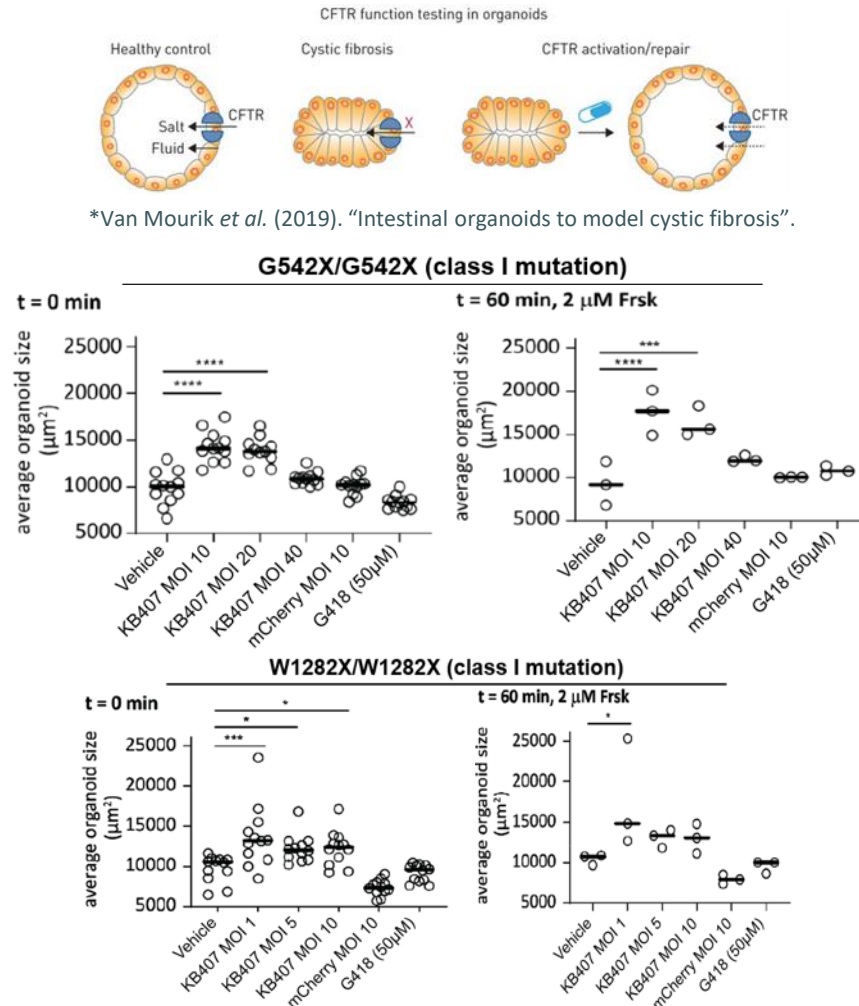 CFTR function testing in organoids
Healthy control
Cystic fibrosis
CFTR activation/repair
CFTR
Salt
Fluid
X
CFTR
*Van Mourik et al. (2019). “Intestinal organoids to model cystic fibrosis”.
G542X/G542X (class I mutation)
t = 0 min
t = 60 min, 2 µM Frsk
average organoid size
(µm²)
25000
20000
15000
10000
5000
****
****
Vehicle
KB407 MOI 10
KB407 MOI 20
KB407 MOI 40
mCherry MOI 10
G418 (50µM)
average organoid size
(µm²)
25000
20000
15000
10000
5000
***
****
Vehicle
KB407 MOI 10
KB407 MOI 20
KB407 MOI 40
mCherry MOI 10
G418 (50µM)
W1282X/W1282X (class I mutation)
t = 0 min
t = 60 min, 2 µM Frsk
average organoid size
(µm²)
25000
20000
15000
10000
5000
*
*
***
Vehicle
KB407 MOI 1
KB407 MOI 5
KB407 MOI 10
mCherry MOI 10
G418 (50µM)
average organoid size
(µm²)
25000
20000
15000
10000
5000
*
Vehicle
KB407 MOI 1
KB407 MOI 5
KB407 MOI 10
mCherry MOI 10
G418 (50µM)